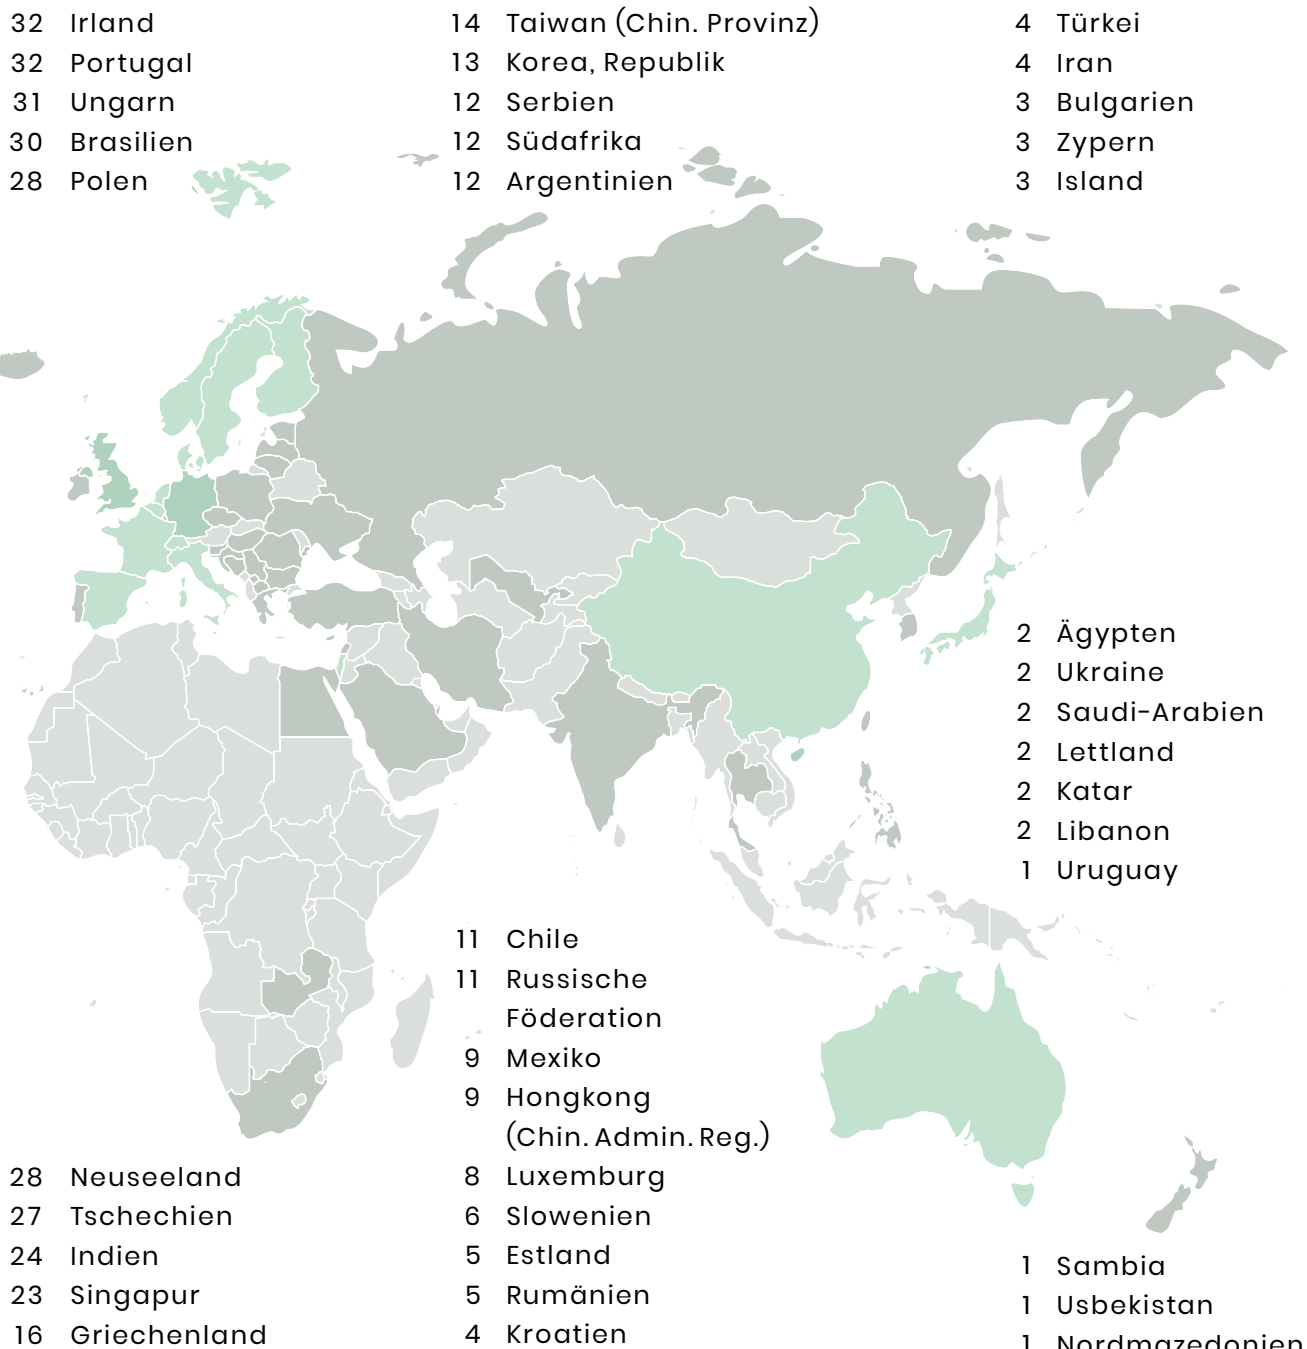 32 Irland
32 Portugal
31 Ungarn
30 Brasilien
28 Polen
28 Neuseeland
27 Tschechien
24 Indien
23 Singapur
16 Griechenland
14 Taiwan (Chin. Provinz)
13 Korea, Republik
12 Serbien
12 Südafrika
12 Argentinien
11 Chile
11 Russische
Föderation
9 Mexiko
9 Hongkong
(Chin. Admin. Reg.)
8 Luxemburg
6 Slowenien
5 Estland
5 Rumänien
4 Kroatien
4 Türkei
4 Iran
3 Bulgarien
3 Zypern
3 Island
2 Ägypten
2 Ukraine
2 Saudi-Arabien
2 Lettland
2 Katar
2 Libanon
1 Uruguay
1 Sambia
1 Usbekistan
1 Nordmazedonien